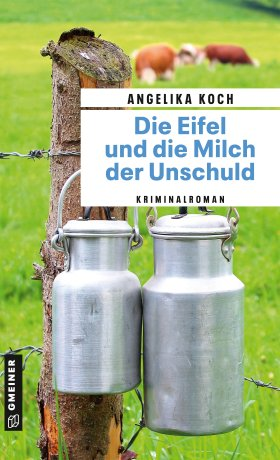 ANGELIKA KOCH
Die Eifel
und die Milch
der Unschuld
KRIMINALROMAN
GMEINER